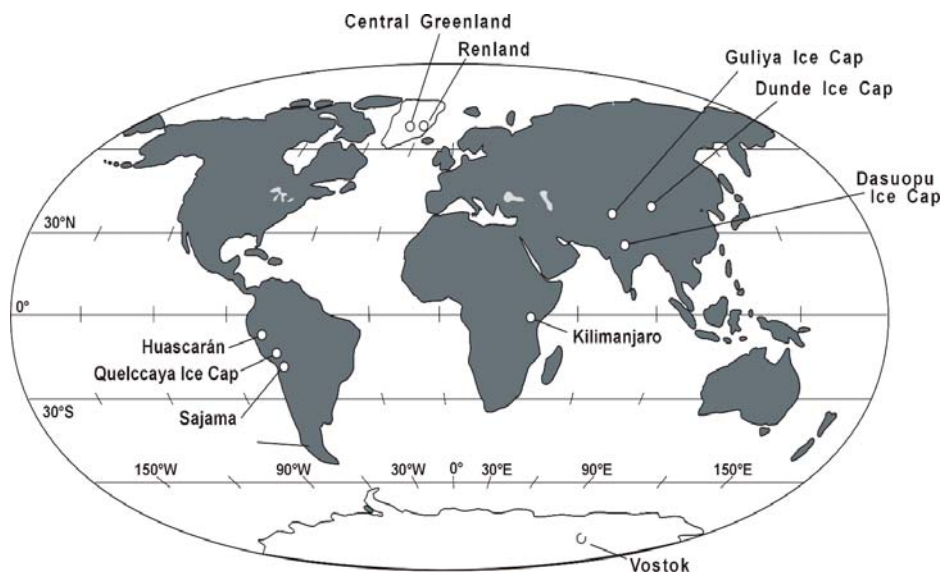 Central Greenland
Renland
Guliya Ice Cap
Dunde Ice Cap
Dasuopu
Ice Cap
30°N
0°
Huascarán
Quelccaya Ice Cap
Kilimanjaro
30°S
Sajama
150°W 90°W 30°W 0° 30°E 90°E 150°E
Vostok